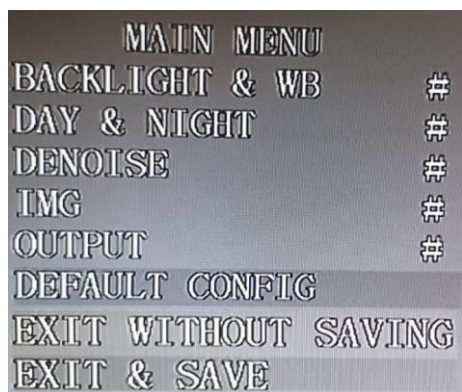 MAIN MENU
BACKLIGHT & WB #
DAY & NIGHT #
DENOISE #
IMG #
OUTPUT #
DEFAULT CONFIG
EXIT WITHOUT SAVING
EXIT & SAVE